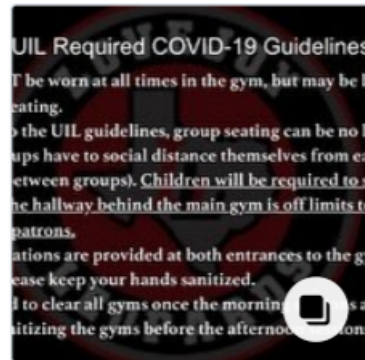 UIL Required COVID-19 Guidelines
T be worn at all times in the gym, but may be
eating.
the UIL guidelines, group seating can be no
ups have to social distance themselves from
etween groups). Children will be required to
he hallway behind the main gym is off limits
patrons.
ations are provided at both entrances to the
ease keep your hands sanitized.
d to clear all gyms once the morning
itizing the gyms before the afternoon